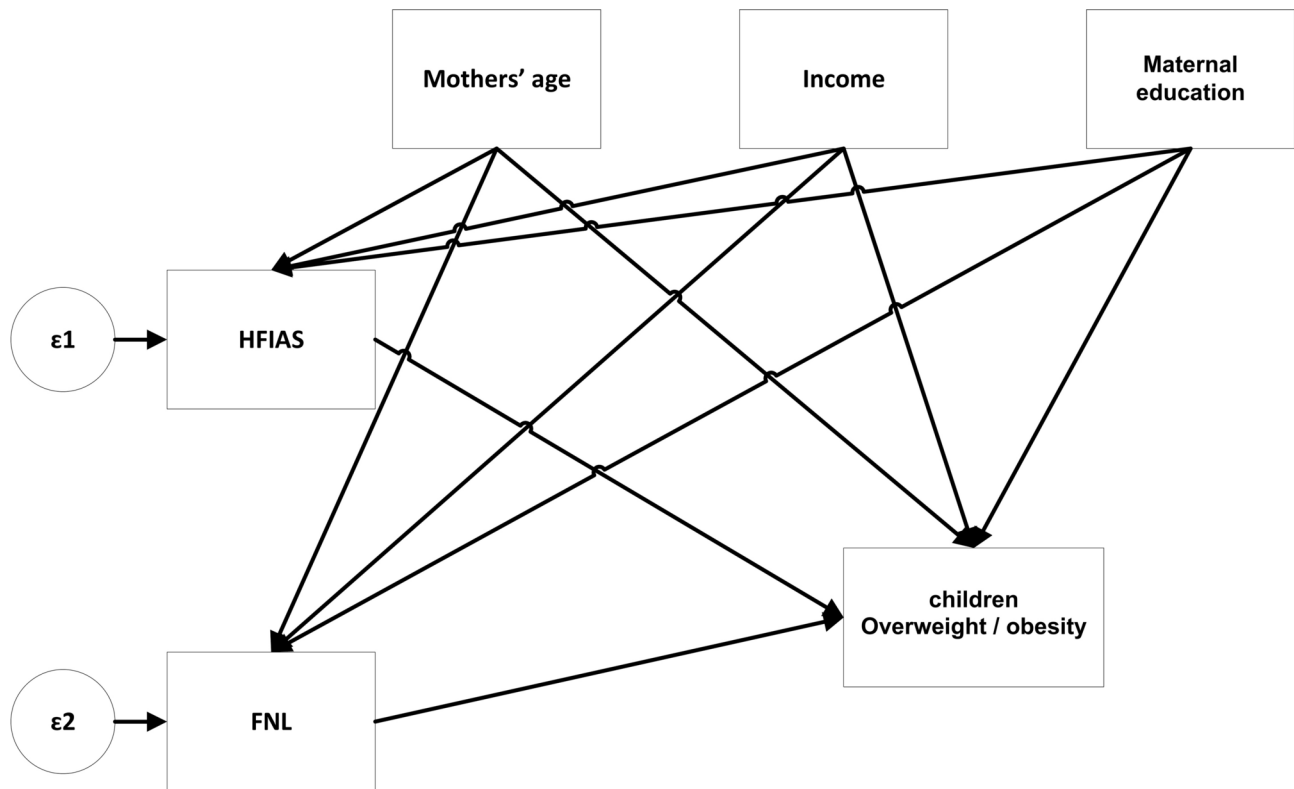 Mothers’ age
Income
Maternal
education
ε1
HFIAS
children
Overweight / obesity
ε2
FNL